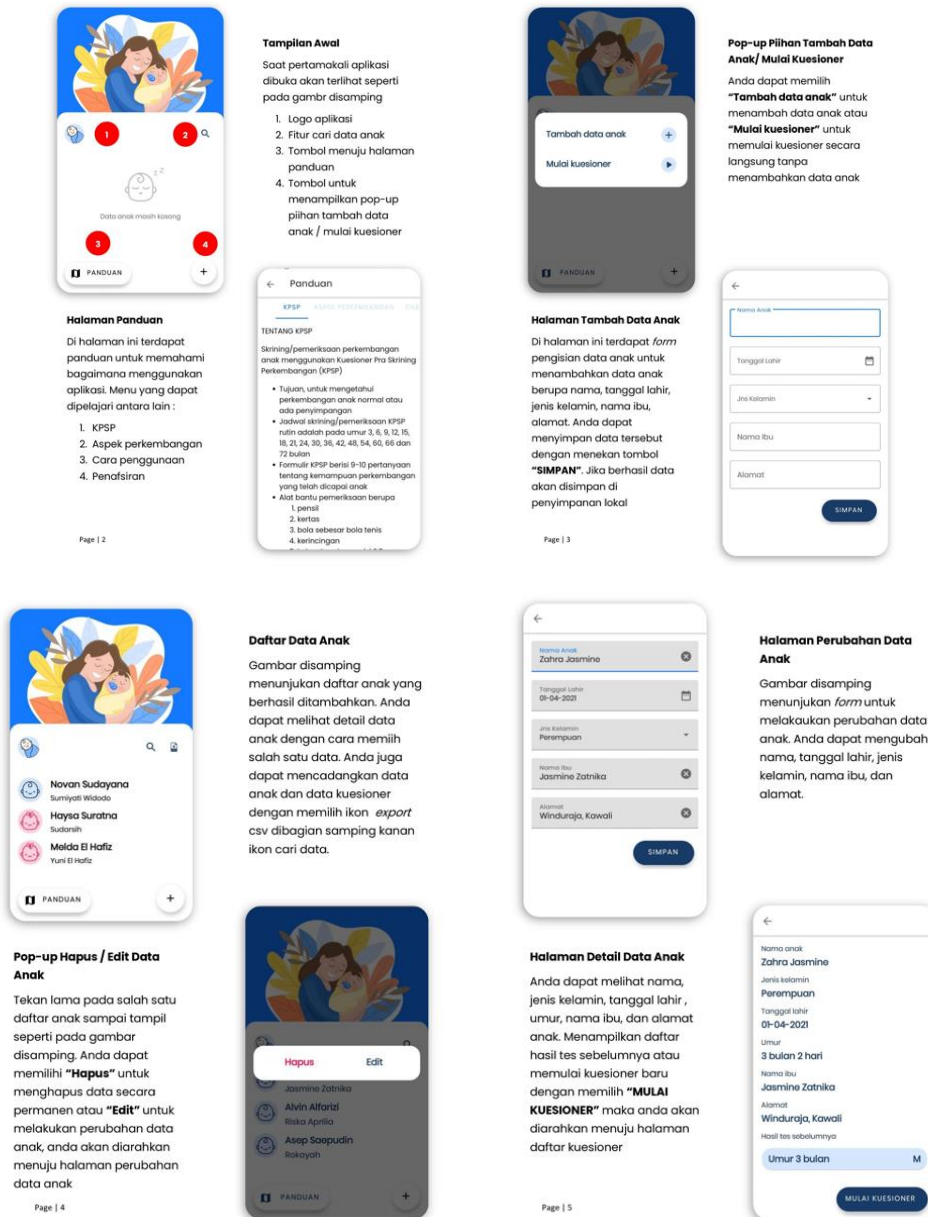 Tampilan Awal
Saat pertamakali aplikasi
dibuka akan terlihat seperti
pada gambr disamping
1. Logo aplikasi
2. Fitur cari data anak
3. Tombol menuju halaman
panduan
4. Tombol untuk
menampilkan pop-up
piihan tambah data
anak / mulai kuesioner
1
2
Data anak masih kosong
3
4
PANDUAN
+
Halaman Panduan
Di halaman ini terdapat
panduan untuk memahami
bagaimana menggunakan
aplikasi. Menu yang dapat
dipelajari antara lain :
1. KPSP
2. Aspek perkembangan
3. Cara penggunaan
4. Penafsiran
Panduan
KPSP ASPEK PERKEMBANGAN
TENTANG KPSP
Skrining/pemeriksaan perkembangan
anak menggunakan Kuesioner Pra Skrining
Perkembangan (KPSP)
• Tujuan, untuk mengetahui
perkembangan anak normal atau
ada penyimpangan
• Jadwal skrining/pemeriksaan KPSP
rutin adalah pada umur 3, 6, 9, 12, 15,
18, 21, 24, 30, 36, 42, 48, 54, 60, 66 dan
72 bulan
• Formulir KPSP berisi 9-10 pertanyaan
tentang kemampuan perkembangan
yang telah dicapai anak
• Alat bantu pemeriksaan berupa
1. pensil
2. kertas
3. bola sebesar bola tenis
4. kerincingan
Page | 2
Tambah data anak +
Mulai kuesioner
PANDUAN
+
Pop-up Piihan Tambah Data
Anak/ Mulai Kuesioner
Anda dapat memilih
“Tambah data anak” untuk
menambah data anak atau
“Mulai kuesioner” untuk
memulai kuesioner secara
langsung tanpa
menambahkan data anak
Halaman Tambah Data Anak
Di halaman ini terdapat form
pengisian data anak untuk
menambahkan data anak
berupa nama, tanggal lahir,
jenis kelamin, nama ibu,
alamat. Anda dapat
menyimpan data tersebut
dengan menekan tombol
“SIMPAN”. Jika berhasil data
akan disimpan di
penyimpanan lokal
Nama Anak
Tanggal Lahir
Jns Kelamin
Nama Ibu
Alamat
SIMPAN
Page | 3
Novan Sudayana
Sumiyati Widodo
Haysa Suratna
Sudarsih
Melda El Hafiz
Yuni El Hafiz
PANDUAN
+
Daftar Data Anak
Gambar disamping
menunjukan daftar anak yang
berhasil ditambahkan. Anda
dapat melihat detail data
anak dengan cara memiih
salah satu data. Anda juga
dapat mencadangkan data
anak dan data kuesioner
dengan memilih ikon export
csv dibagian samping kanan
ikon cari data.
Pop-up Hapus / Edit Data
Anak
Tekan lama pada salah satu
daftar anak sampai tampil
seperti pada gambar
disamping. Anda dapat
memilihi “Hapus” untuk
menghapus data secara
permanen atau “Edit” untuk
melakukan perubahan data
anak, anda akan diarahkan
menuju halaman perubahan
data anak
Hapus Edit
Jasmine Zatnika
Alvin Alfarizi
Riska Aprilia
Asep Saepudin
Rokayah
PANDUAN
+
Page | 4
Nama Anak
Zahra Jasmine
Tanggal Lahir
01-04-2021
Jns Kelamin
Perempuan
Nama Ibu
Jasmine Zatnika
Alamat
Winduraja, Kawali
SIMPAN
Halaman Perubahan Data
Anak
Gambar disamping
menunjukan form untuk
melakaukan perubahan data
anak. Anda dapat mengubah
nama, tanggal lahir, jenis
kelamin, nama ibu, dan
alamat.
Halaman Detail Data Anak
Anda dapat melihat nama,
jenis kelamin, tanggal lahir ,
umur, nama ibu, dan alamat
anak. Menampilkan daftar
hasil tes sebelumnya atau
memulai kuesioner baru
dengan memilih “MULAI
KUESIONER” maka anda akan
diarahkan menuju halaman
daftar kuesioner
Nama anak
Zahra Jasmine
Jenis kelamin
Perempuan
Tanggal lahir
01-04-2021
Umur
3 bulan 2 hari
Nama ibu
Jasmine Zatnika
Alamat
Winduraja, Kawali
Hasil tes sebelumnya
Umur 3 bulan M
MULAI KUESIONER
Page | 5